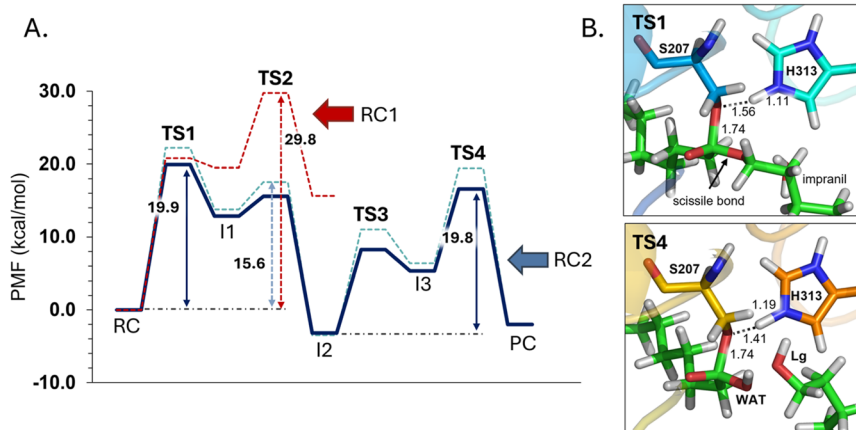 A.
B.
PMF (kcal/mol)
30.0
20.0
10.0
0.0
-10.0
TS1
TS2
TS3
TS4
RC1
RC2
29.8
19.9
15.6
19.8
I1
I2
I3
RC
PC
TS1
S207
H313
1.56
1.11
1.74
impranil
scissile bond
TS4
S207
H313
1.19
1.41
1.74
Lg
WAT